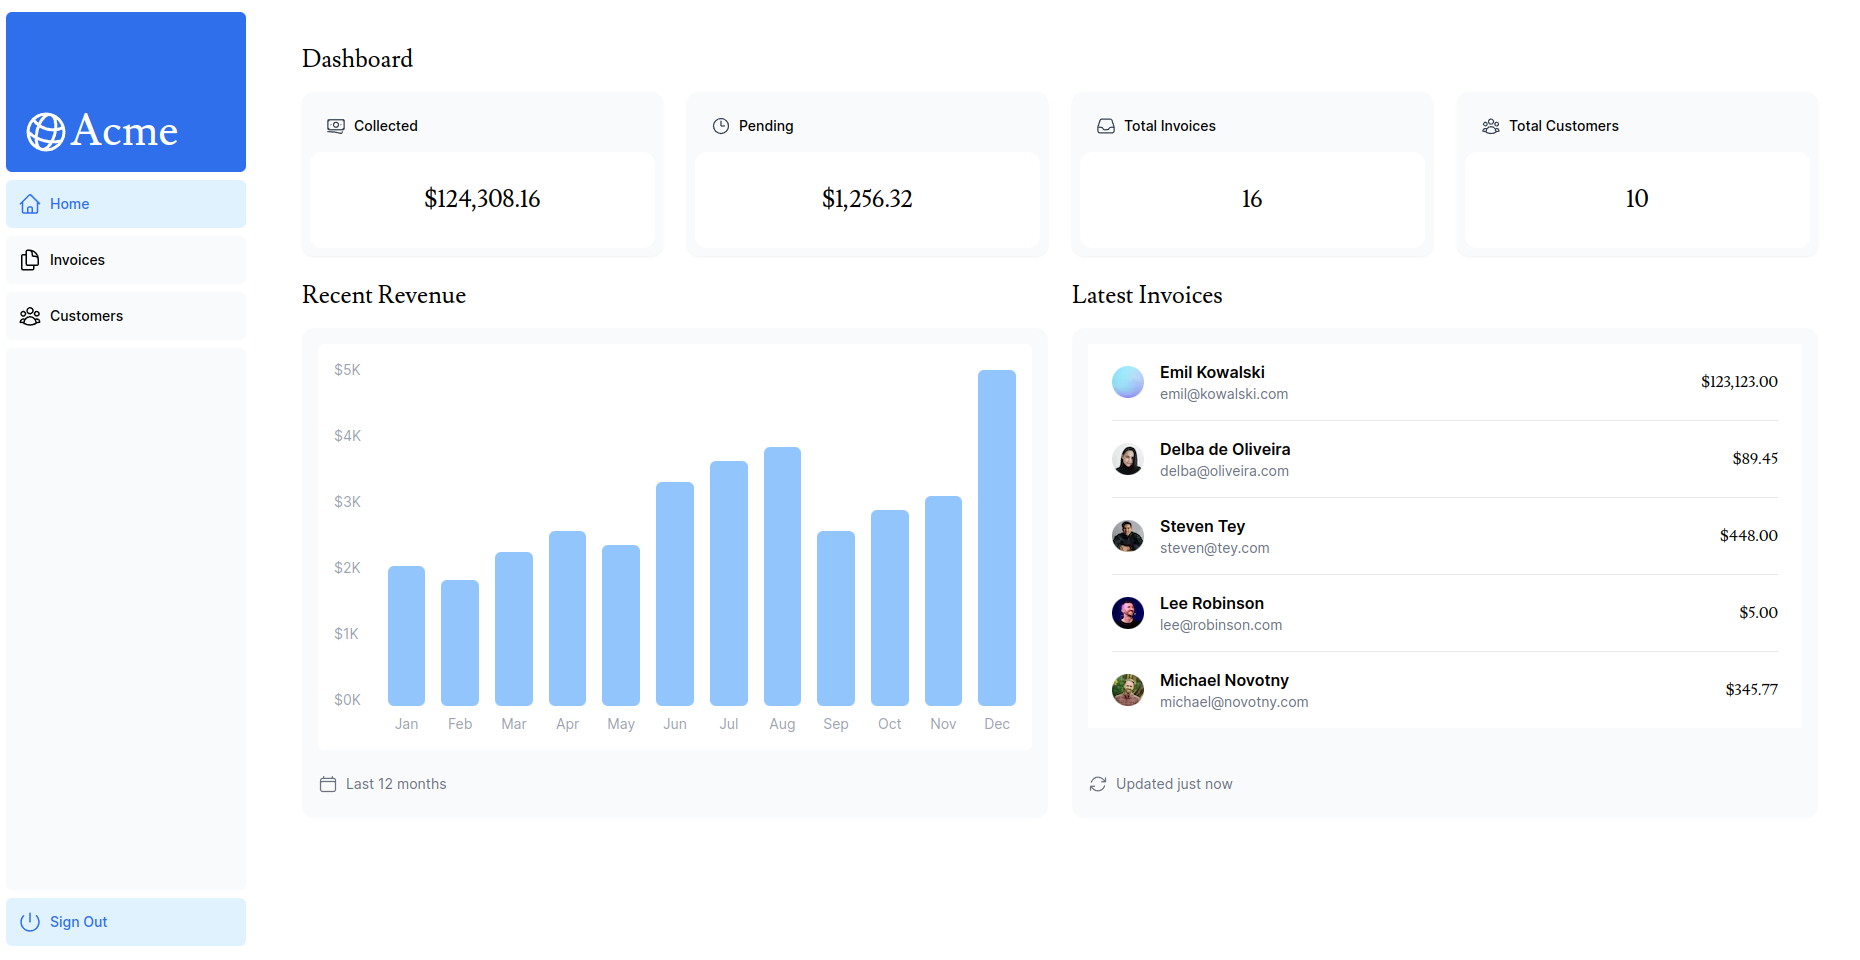 Acme
Home
Invoices
Customers
Sign Out
Dashboard
Collected
$124,308.16
Pending
$1,256.32
Total Invoices
16
Total Customers
10
Recent Revenue
$5K
$4K
$3K
$2K
$1K
$0K
Jan Feb Mar Apr May Jun Jul Aug Sep Oct Nov Dec
Last 12 months
Latest Invoices
Emil Kowalski
emil@kowalski.com
$123,123.00
Delba de Oliveira
delba@oliveira.com
$89.45
Steven Tey
steven@tey.com
$448.00
Lee Robinson
lee@robinson.com
$5.00
Michael Novotny
michael@novotny.com
$345.77
Updated just now